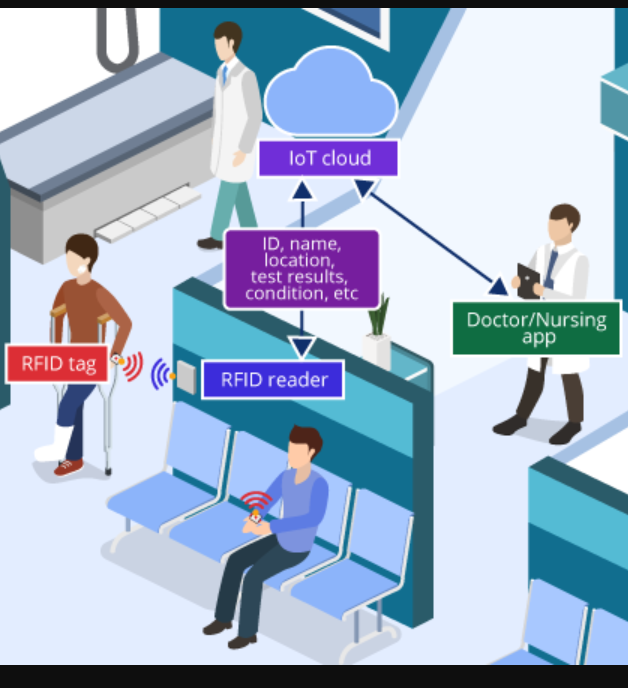 IoT cloud
ID, name,
location,
test results,
condition, etc
Doctor/Nursing
app
RFID tag
RFID reader